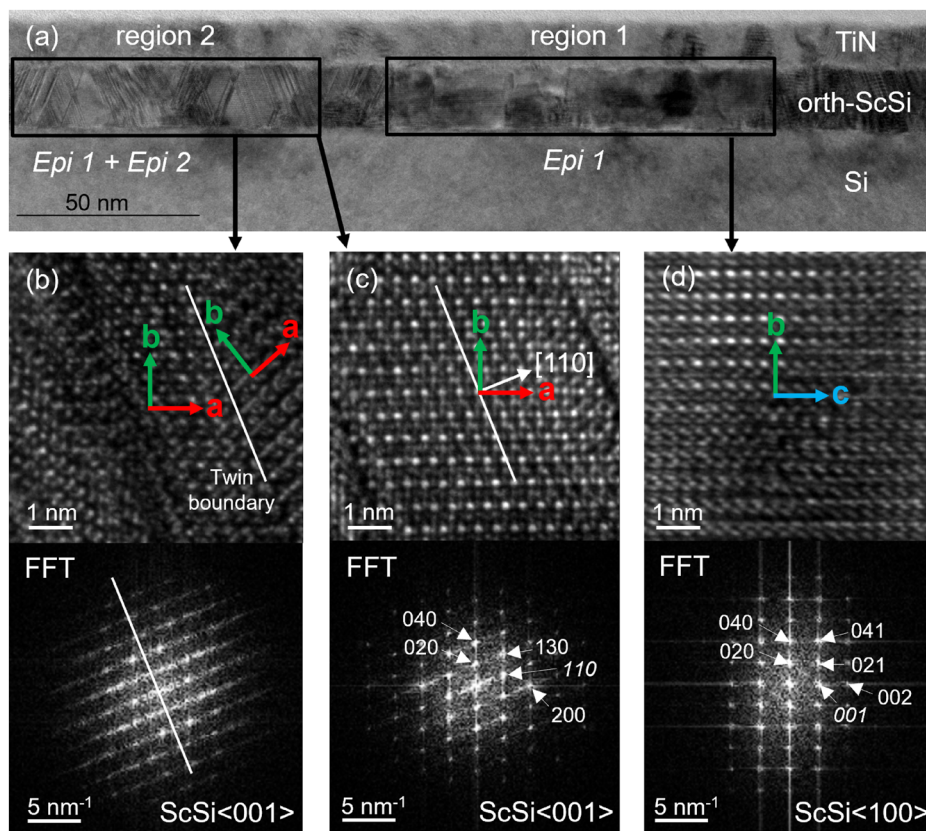 (a)
region 2
region 1
TiN
orth-ScSi
Epi 1 + Epi 2
Epi 1
Si
50 nm
(b)
b
a
b
a
Twin
boundary
1 nm
(c)
b
[110]
a
1 nm
(d)
b
c
1 nm
FFT
5 nm-1
ScSi<001>
FFT
040
020
130
110
200
5 nm-1
ScSi<001>
FFT
040
020
041
021
002
001
5 nm-1
ScSi<100>